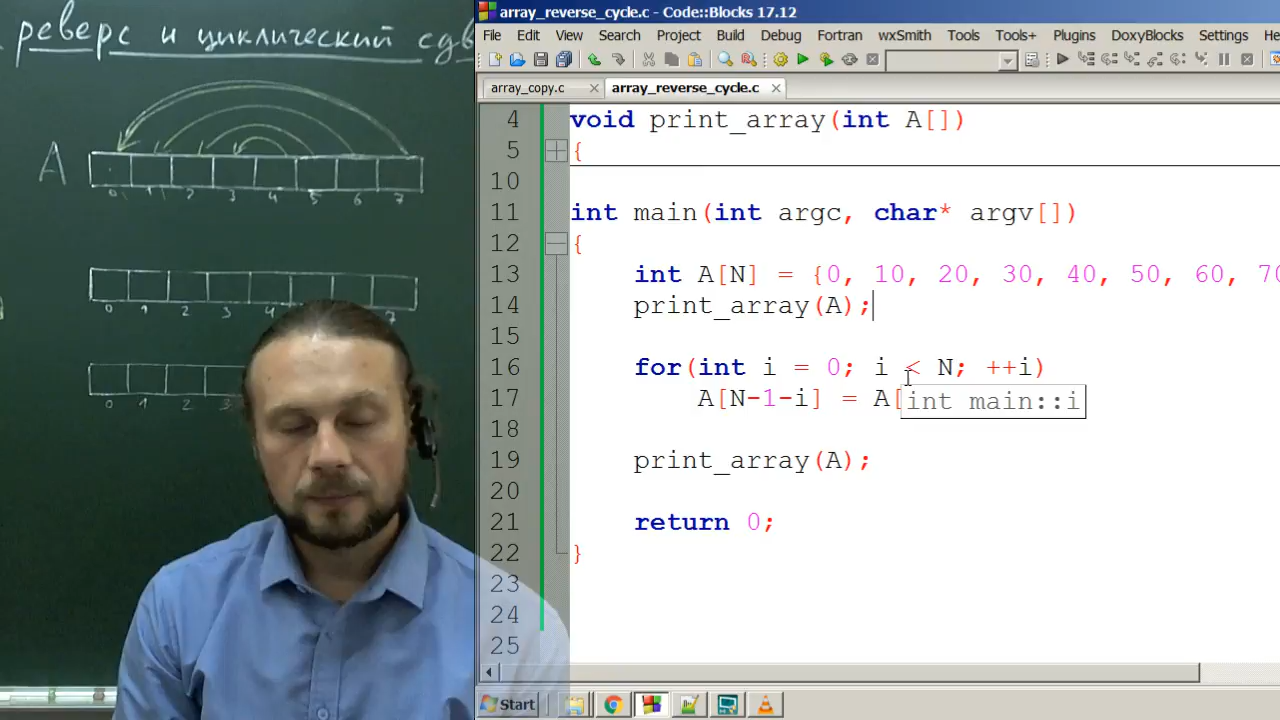 реверс и циклический сдв
A
0 1 2 3 4 5 6 7
0 1 2 3 7
0 1 2 3
array_reverse_cycle.c - Code::Blocks 17.12
File Edit View Search Project Build Debug Fortran wxSmith Tools Tools+ Plugins DoxyBlocks Settings He
array_copy.c array_reverse_cycle.c
4 void print_array(int A[])
5 {
10
11 int main(int argc, char* argv[])
12 {
13 int A[N] = {0, 10, 20, 30, 40, 50, 60, 70
14 print_array(A);
15
16 for(int i = 0; i < N; ++i)
17 A[N-1-i] = A[
int main::i
18
19 print_array(A);
20
21 return 0;
22 }
23
24
25
Start